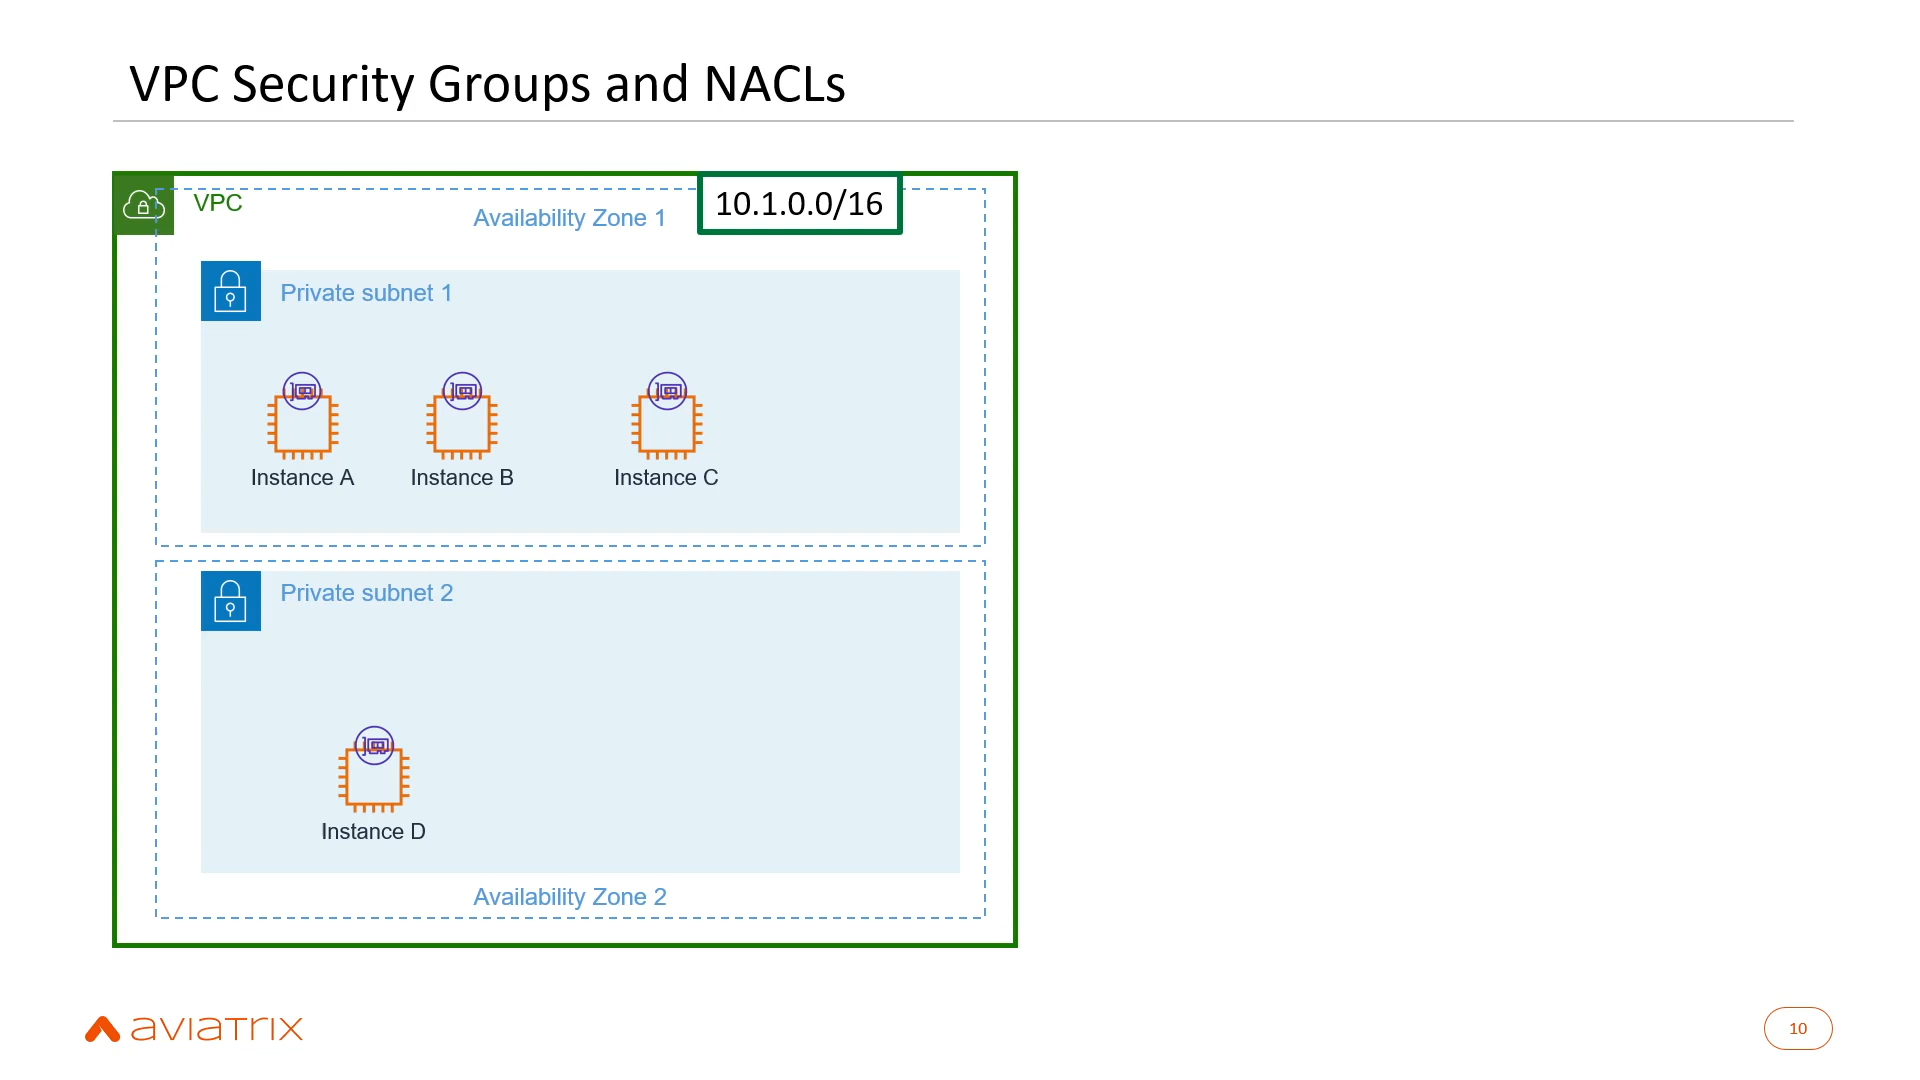 VPC Security Groups and NACLs
VPC
Availability Zone 1
10.1.0.0/16
Private subnet 1
Instance A
Instance B
Instance C
Private subnet 2
Instance D
Availability Zone 2
aviatrix
10